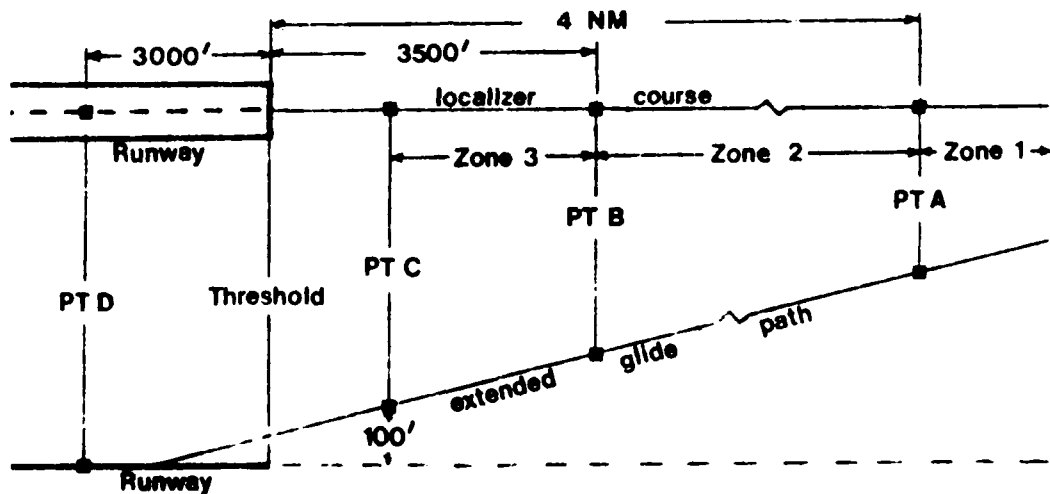 4 NM
3000′
3500′
localizer course
Runway
Zone 3
Zone 2
Zone 1
PT A
PT B
PT C
PT D
Threshold
extended glide path
100′
Runway